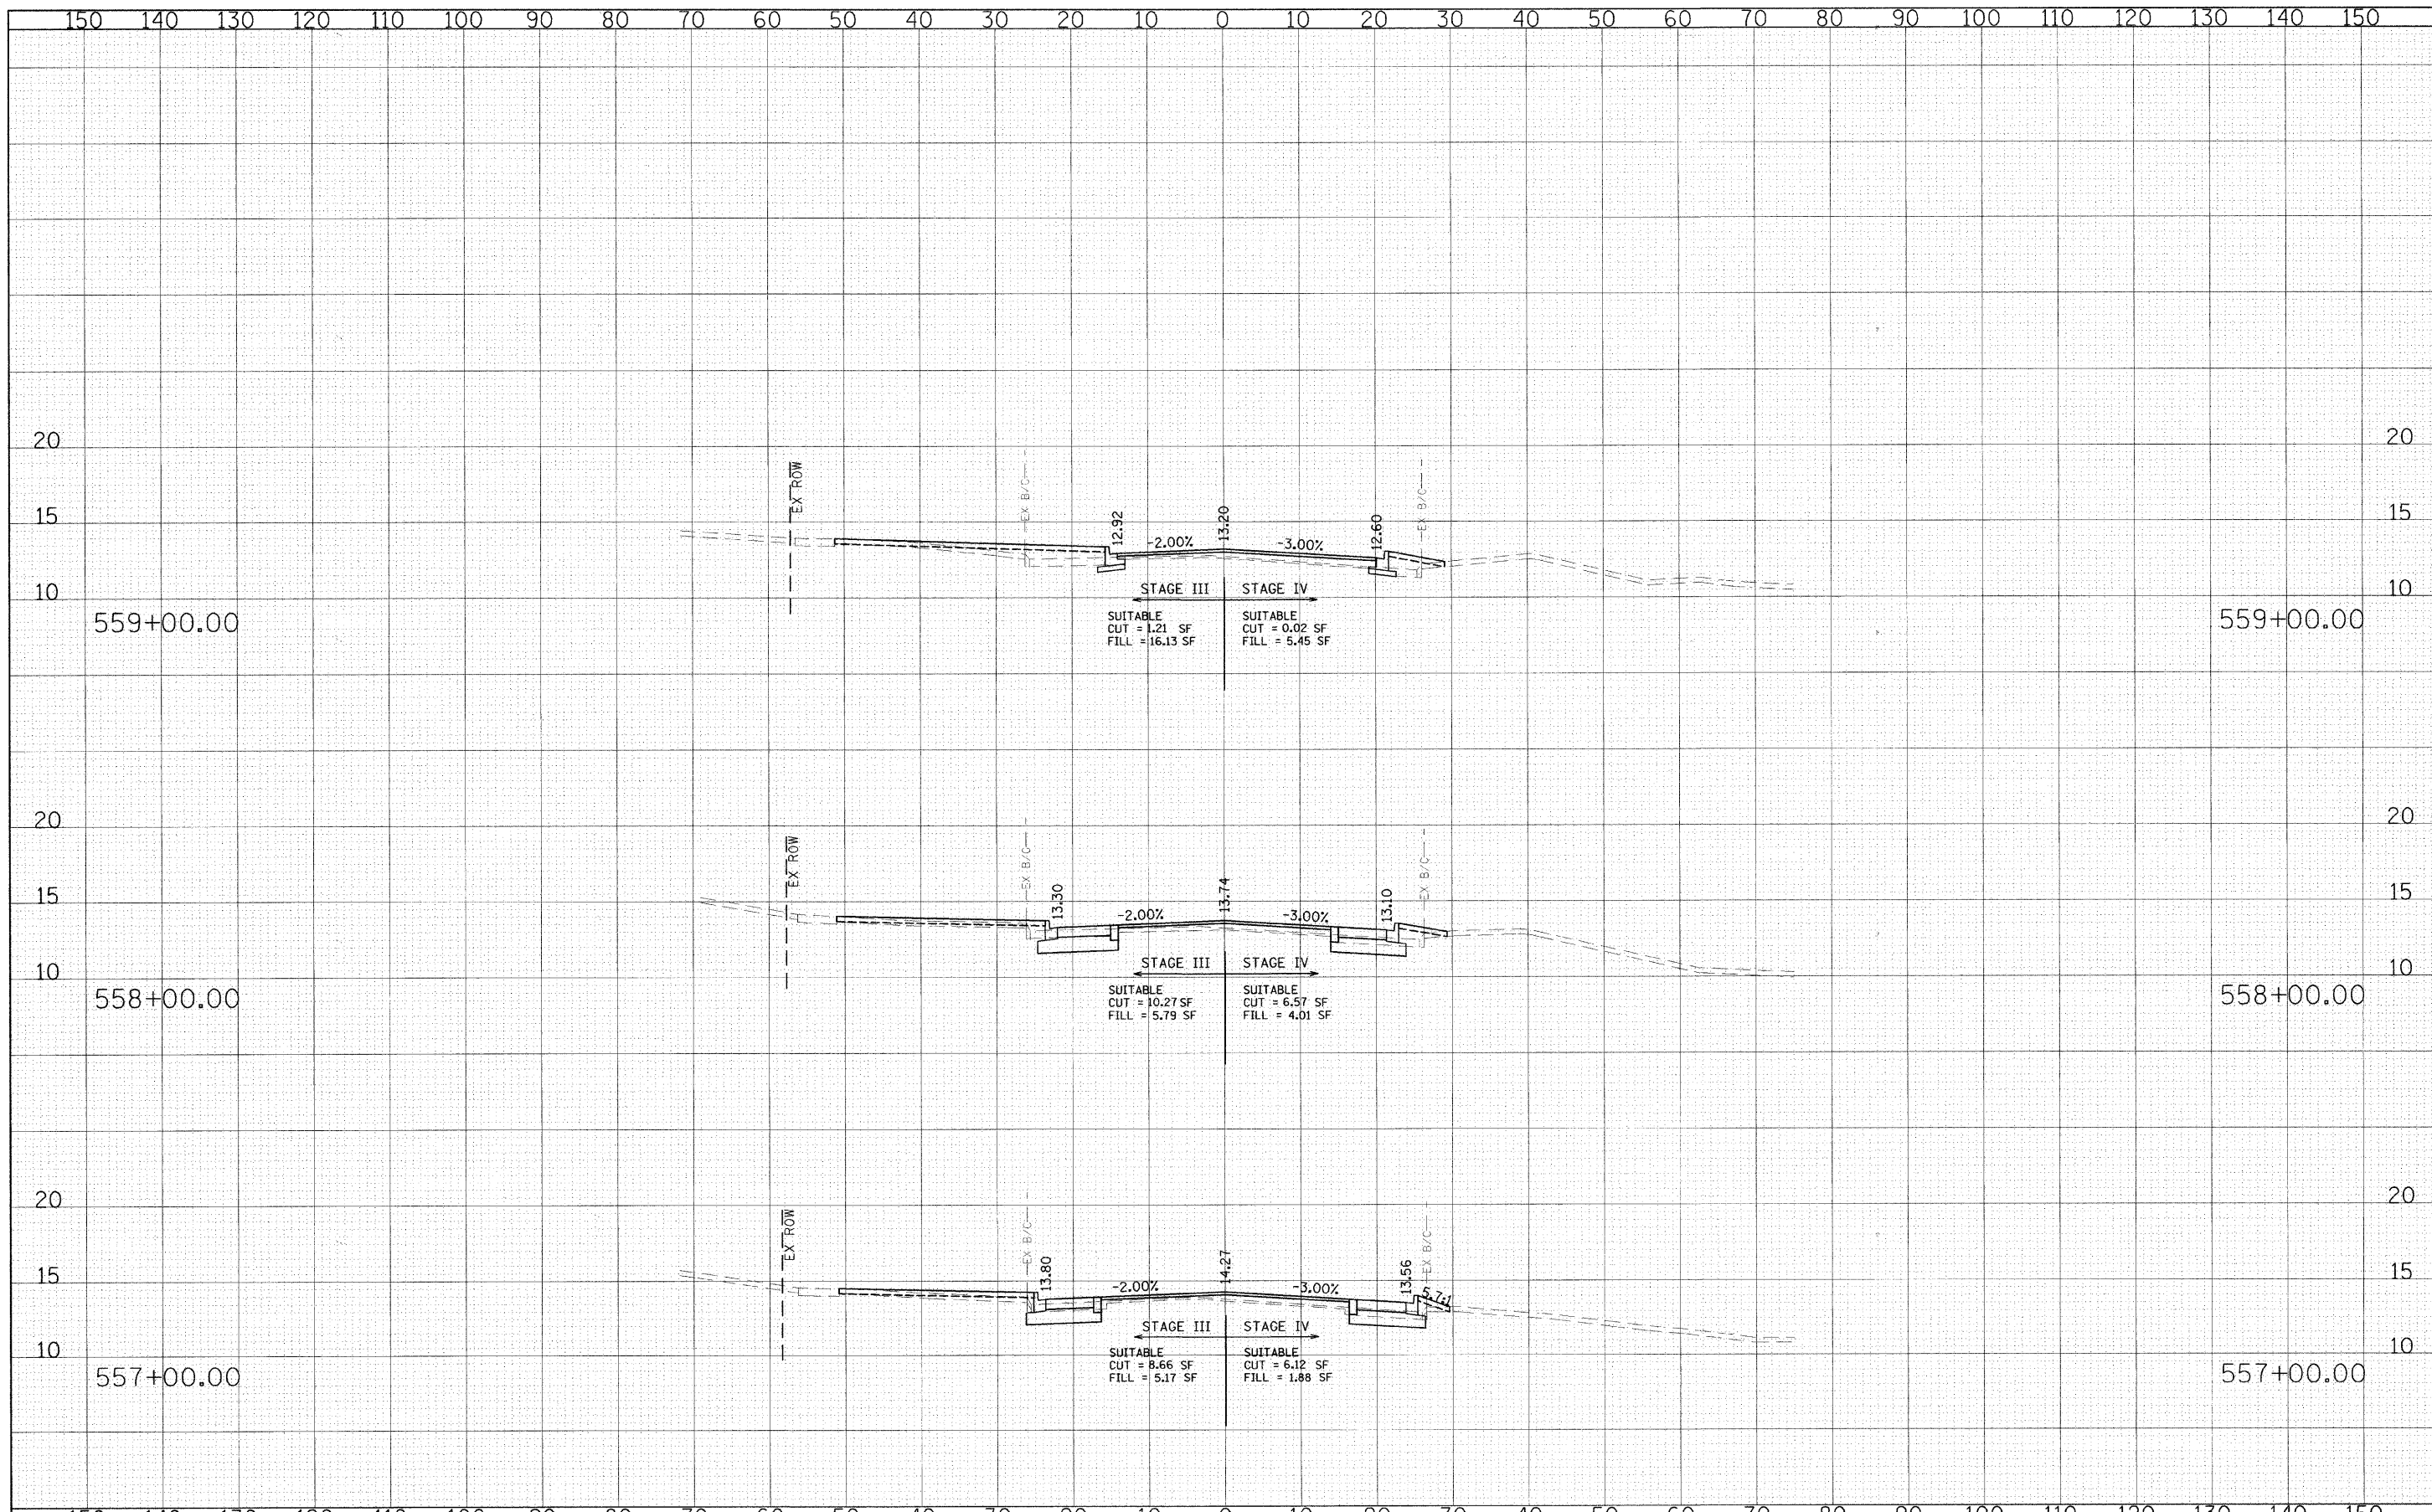 150 140 130 120 110 100 90 80 70 60 50 40 30 20 10 0 10 20 30 40 50 60 70 80 90 100 110 120 130 140 150
20 20
EX ROW
EX B/C
EX B/C
15 15
12.92
-2.00%
13.20
-3.00%
12.60
10 10
STAGE III STAGE IV
559+00.00 559+00.00
SUITABLE SUITABLE
CUT = 1.21 SF CUT = 0.02 SF
FILL = 16.13 SF FILL = 5.45 SF
20 20
EX ROW
EX B/C
EX B/C
15 15
13.30
-2.00%
13.74
-3.00%
13.10
10 10
STAGE III STAGE IV
558+00.00 558+00.00
SUITABLE SUITABLE
CUT = 10.27 SF CUT = 6.57 SF
FILL = 5.79 SF FILL = 4.01 SF
20 20
EX ROW
EX B/C
EX B/C
15 15
13.80
-2.00%
14.27
-3.00%
13.56
5.7:1
10 10
STAGE III STAGE IV
557+00.00 557+00.00
SUITABLE SUITABLE
CUT = 8.66 SF CUT = 6.12 SF
FILL = 5.17 SF FILL = 1.88 SF